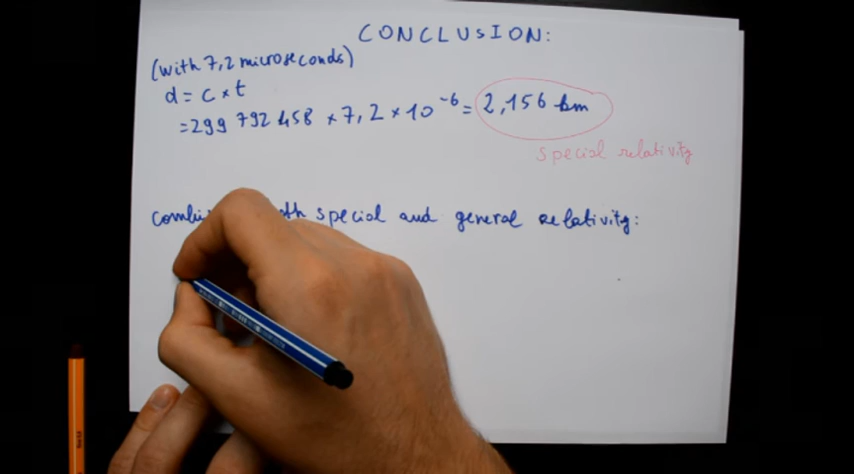 CONCLUSION:
(with 7,2 microseconds)
d = c × t
= 299 792 458 × 7,2 × 10⁻⁶ = 2,156 km
special relativity
special and general relativity: